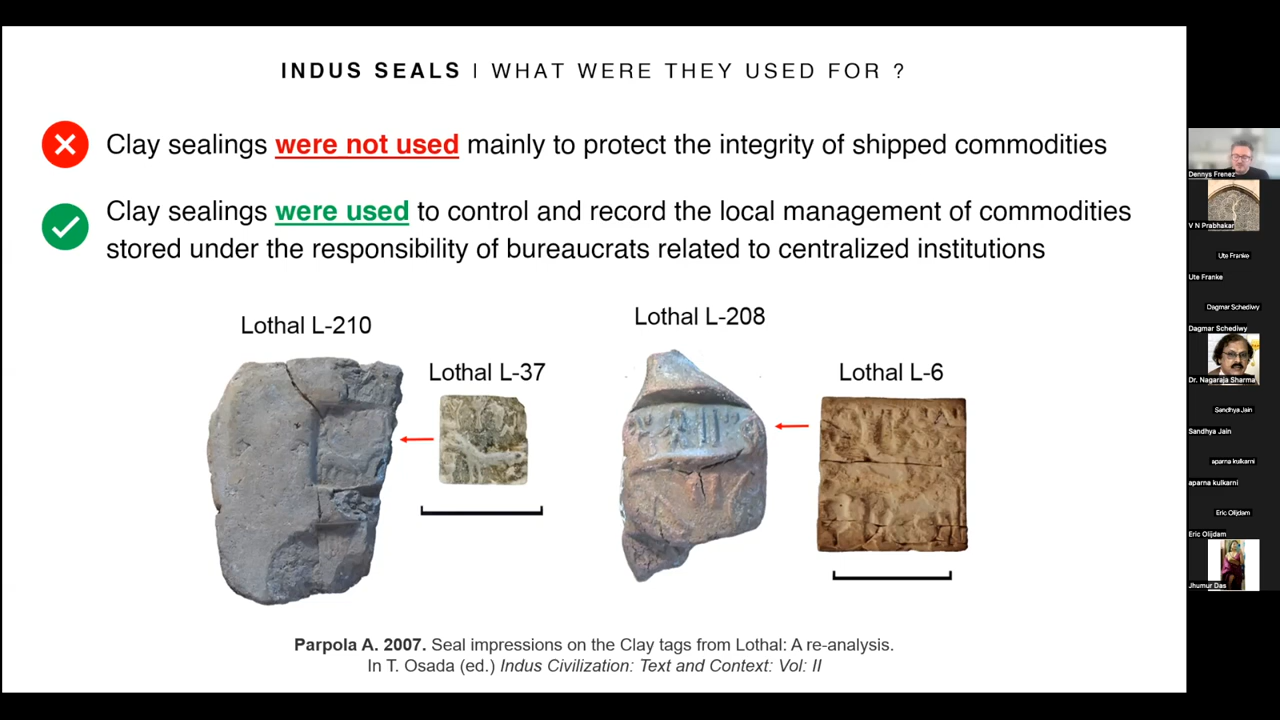 INDUS SEALS | WHAT WERE THEY USED FOR ?
Clay sealings were not used mainly to protect the integrity of shipped commodities
Clay sealings were used to control and record the local management of commodities
stored under the responsibility of bureaucrats related to centralized institutions
Lothal L-210
Lothal L-37
Lothal L-208
Lothal L-6
Parpola A. 2007. Seal impressions on the Clay tags from Lothal: A re-analysis.
In T. Osada (ed.) Indus Civilization: Text and Context: Vol: II
Dennys Frenez
V N Prabhakar
Ute Franke
Ute Franke
Dagmar Schediwy
Dagmar Schediwy
Dr. Nagaraja Sharma
Sandhya Jain
Sandhya Jain
aparna kulkarni
aparna kulkarni
Eric Olijdam
Eric Olijdam
Jhumur Das